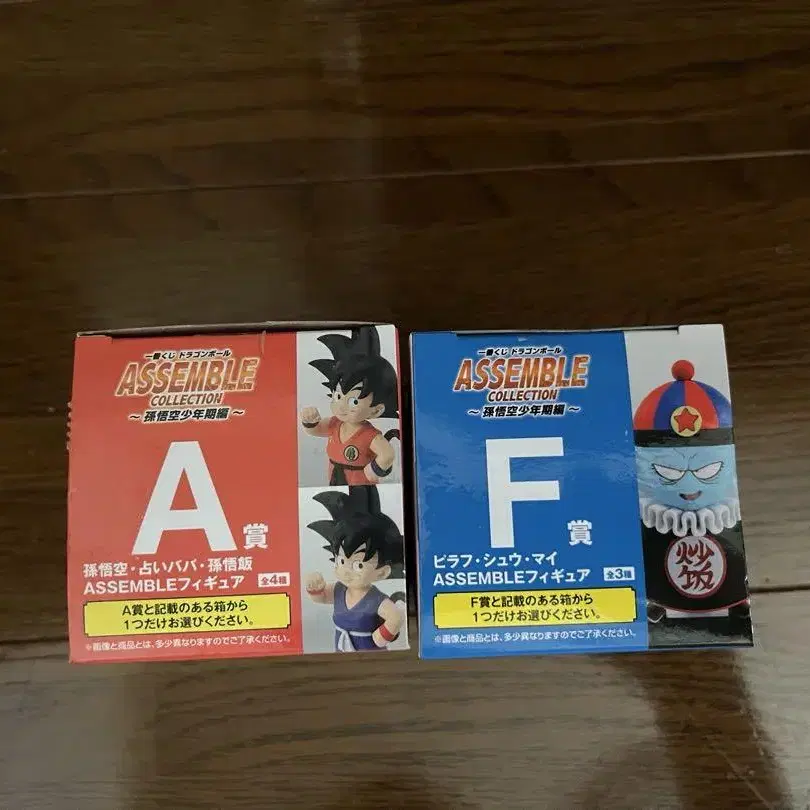 一番くじ ドラゴンボール
ASSEMBLE
COLLECTION
～ 孫悟空少年期編 ～
A賞
孫悟空・占いババ・孫悟飯
ASSEMBLEフィギュア 全4種
A賞と記載のある箱から
1つだけお選びください。
※画像と商品とは、多少異なりますのでご了承ください。
一番くじ ドラゴンボール
ASSEMBLE
COLLECTION
～ 孫悟空少年期編 ～
F賞
ピラフ・シュウ・マイ
ASSEMBLEフィギュア 全3種
F賞と記載のある箱から
1つだけお選びください。
※画像と商品とは、多少異なりますのでご了承ください。
炒飯